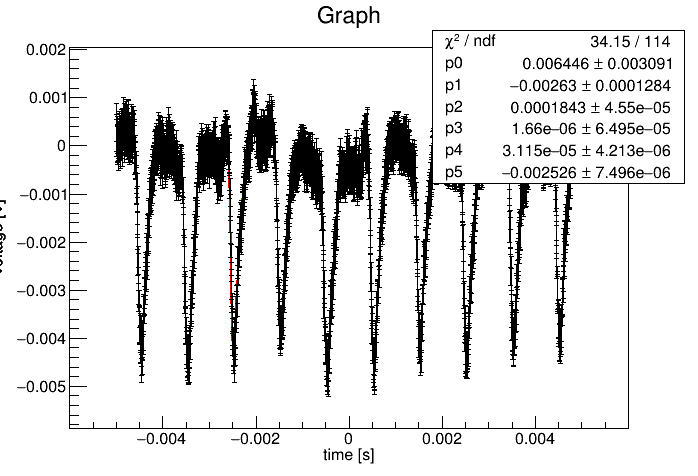 Graph
χ² / ndf 34.15 / 114
p0 0.006446 ± 0.003091
p1 −0.00263 ± 0.0001284
p2 0.0001843 ± 4.55e−05
p3 1.66e−06 ± 6.495e−05
p4 3.115e−05 ± 4.213e−06
p5 −0.002526 ± 7.496e−06
0.002
0.001
0
−0.001
−0.002
−0.003
−0.004
−0.005
−0.004 −0.002 0 0.002 0.004
time [s]